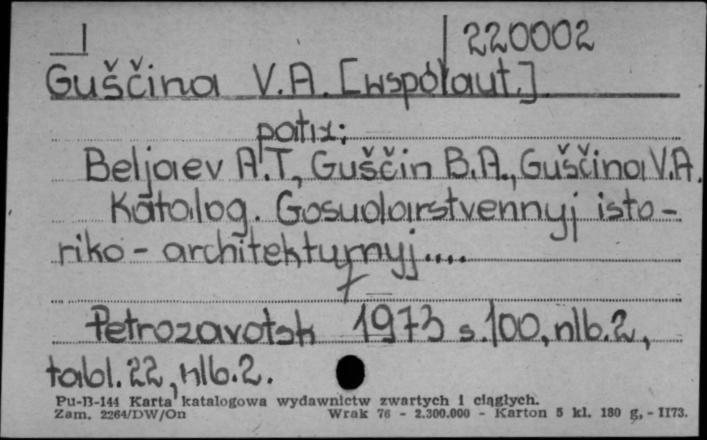 1 220002
Guščina V.A. [współaut.]
patrz:
Beljaev A.T., Guščin B.A., Guščina V.A.
Katalog. Gosudarstvennyj isto-
riko - architekturnyj....
Petrozavotsk 1973 s.100, nlb.2,
tabl.22, nlb.2.
Pu-B-144 Karta katalogowa wydawnictw zwartych i ciągłych.
Zam. 2264/DW/On Wrak 76 - 2.300.000 - Karton 5 kl. 180 g. - II73.